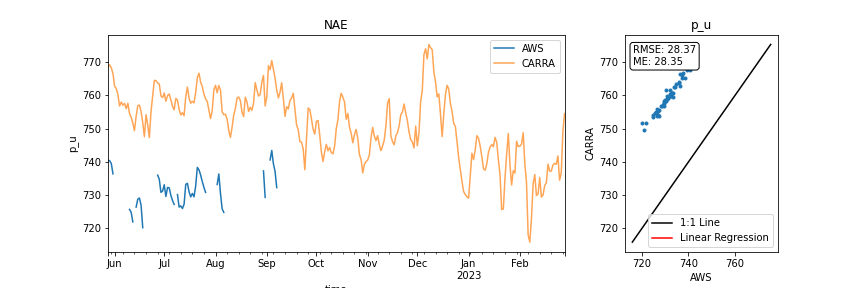 NAE
p_u
770
760
750
740
730
720
AWS
CARRA
Jun
Jul
Aug
Sep
Oct
Nov
Dec
Jan
2023
Feb
time
p_u
CARRA
770
760
750
740
730
720
RMSE: 28.37
ME: 28.35
1:1 Line
Linear Regression
720
740
760
AWS